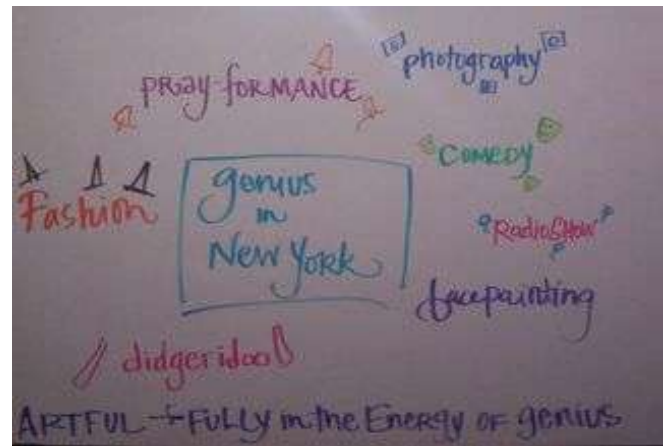 photography
PRay-foRMANCE
COMEDY
Fashion
genius
in
New York
RadioSHow
facepainting
didgeridoo
ARTFUL + FULLY in the Energy of genius